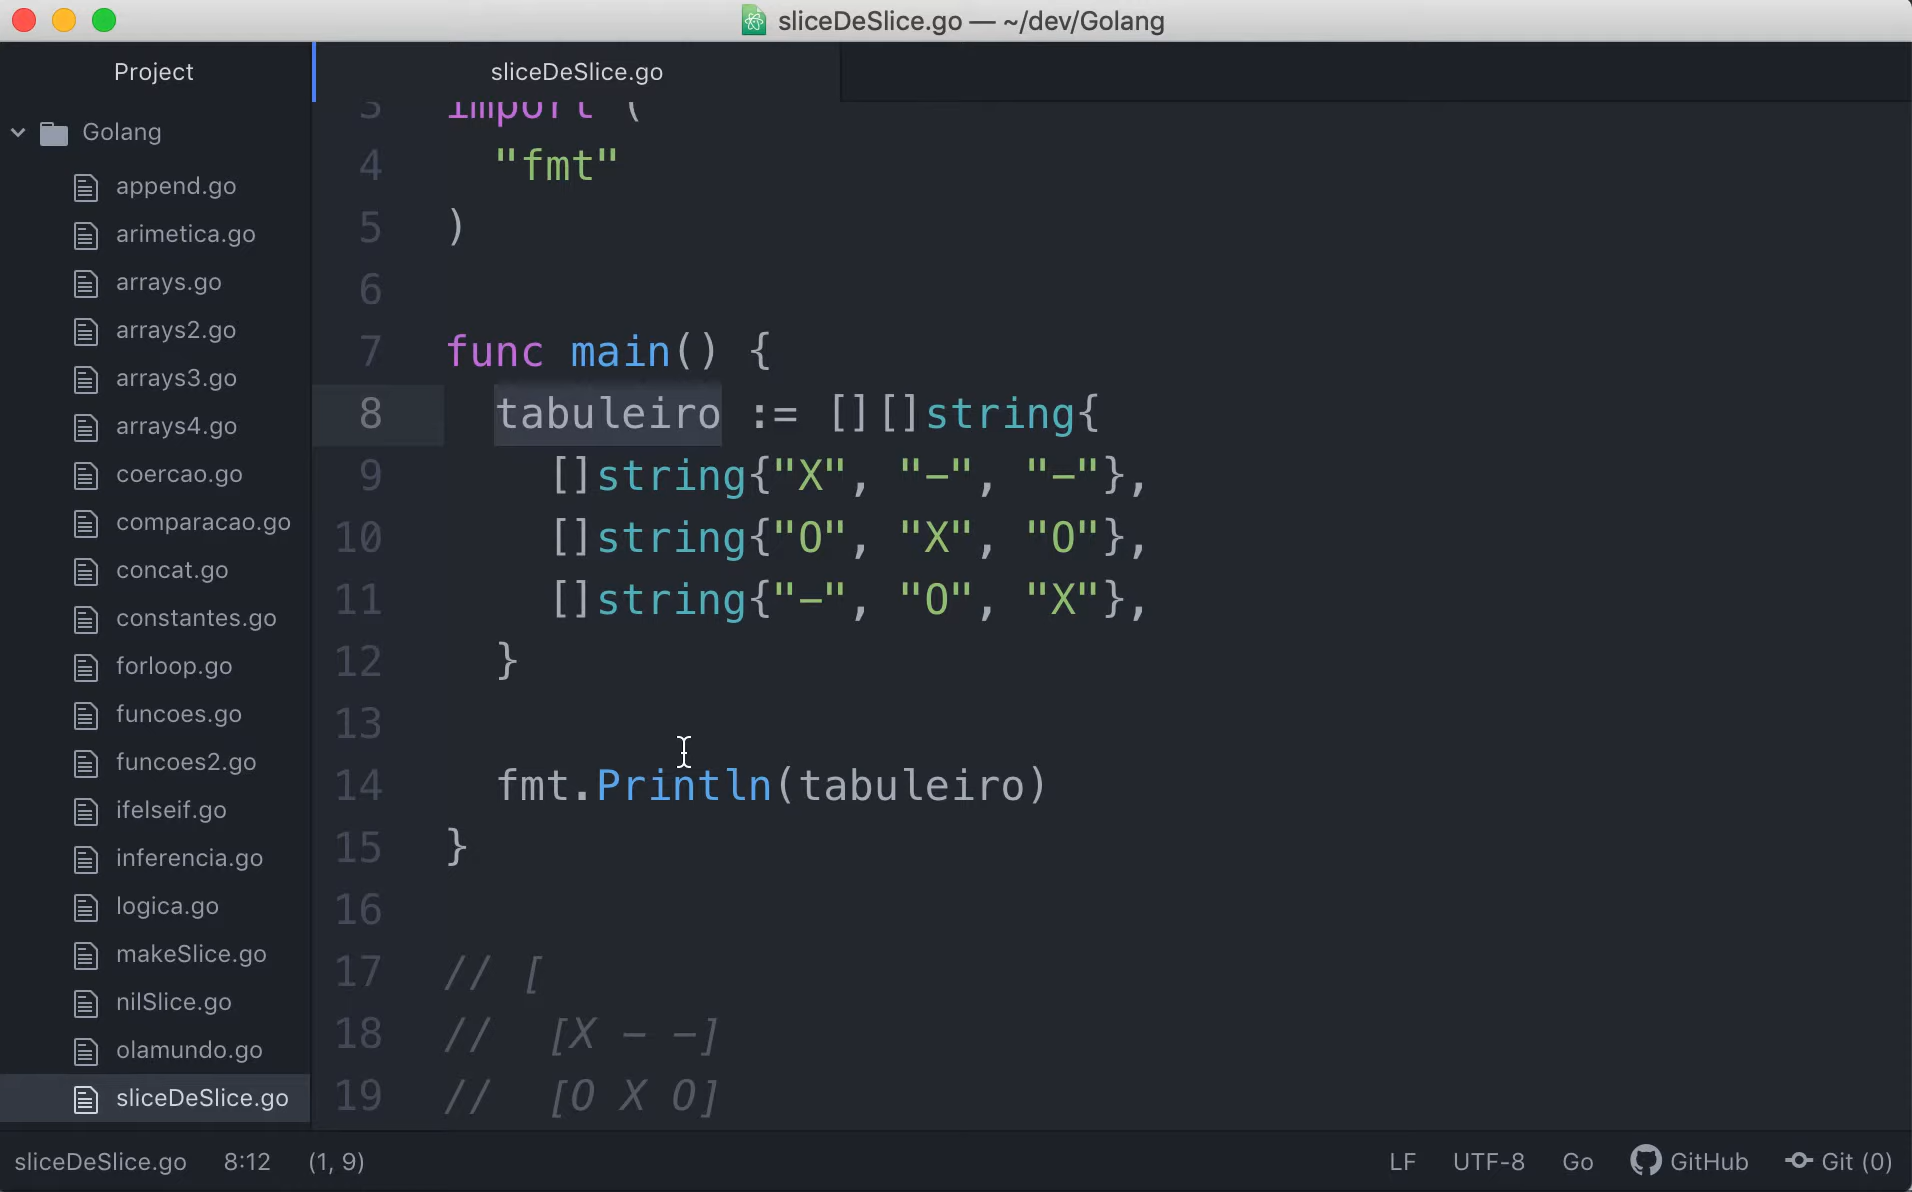 sliceDeSlice.go — ~/dev/Golang
Project
Golang
append.go
arimetica.go
arrays.go
arrays2.go
arrays3.go
arrays4.go
coercao.go
comparacao.go
concat.go
constantes.go
forloop.go
funcoes.go
funcoes2.go
ifelseif.go
inferencia.go
logica.go
makeSlice.go
nilSlice.go
olamundo.go
sliceDeSlice.go
sliceDeSlice.go
3 import (
4 "fmt"
5 )
6
7 func main() {
8 tabuleiro := [][]string{
9 []string{"X", "-", "-"},
10 []string{"O", "X", "O"},
11 []string{"-", "O", "X"},
12 }
13
14 fmt.Println(tabuleiro)
15 }
16
17 // [
18 // [X - -]
19 // [O X O]
sliceDeSlice.go 8:12 (1, 9) LF UTF-8 Go GitHub Git (0)